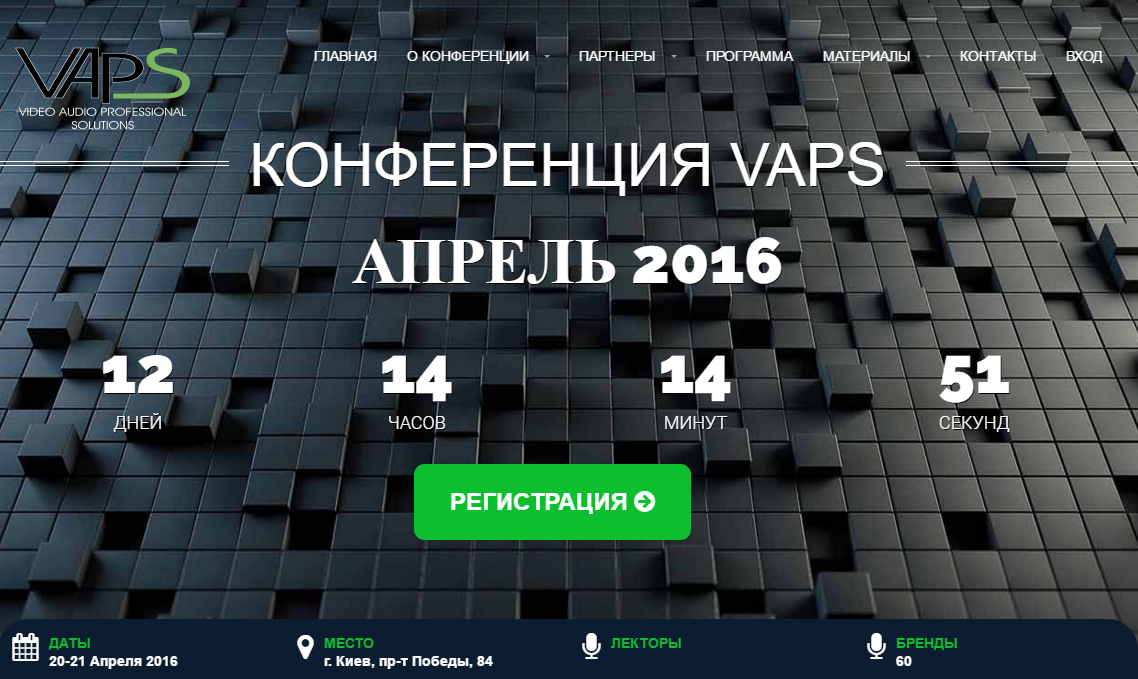 VAPS
VIDEO AUDIO PROFESSIONAL
SOLUTIONS
ГЛАВНАЯ О КОНФЕРЕНЦИИ ПАРТНЕРЫ ПРОГРАММА МАТЕРИАЛЫ КОНТАКТЫ ВХОД
КОНФЕРЕНЦИЯ VAPS
АПРЕЛЬ 2016
12 14 14 51
ДНЕЙ ЧАСОВ МИНУТ СЕКУНД
РЕГИСТРАЦИЯ
ДАТЫ МЕСТО ЛЕКТОРЫ БРЕНДЫ
20-21 Апреля 2016 г. Киев, пр-т Победы, 84 60